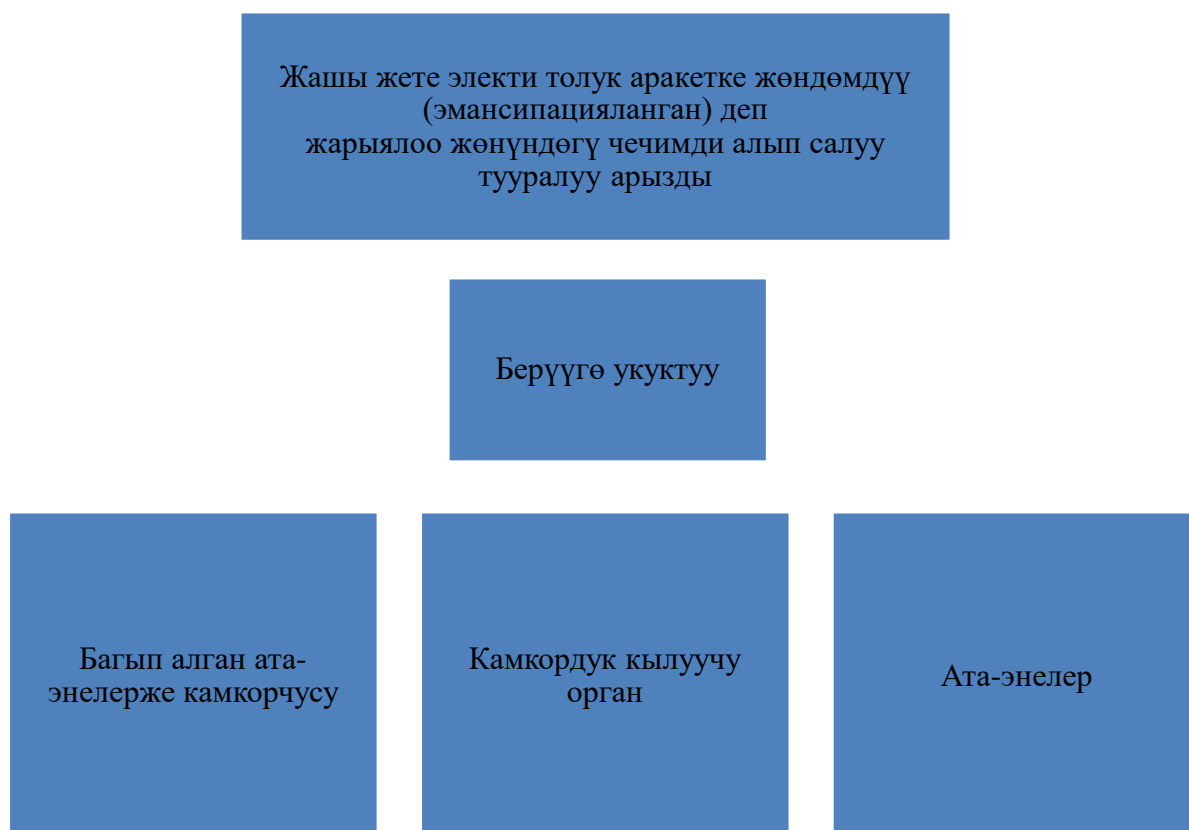 Жашы жете электи толук аракетке жөндөмдүү
(эмансипацияланган) деп
жарыялоо жөнүндөгү чечимди алып салуу
тууралуу арызды
Берүүгө укуктуу
Багып алган ата-
энелерже камкорчусу
Камкордук кылуучу
орган
Ата-энелер